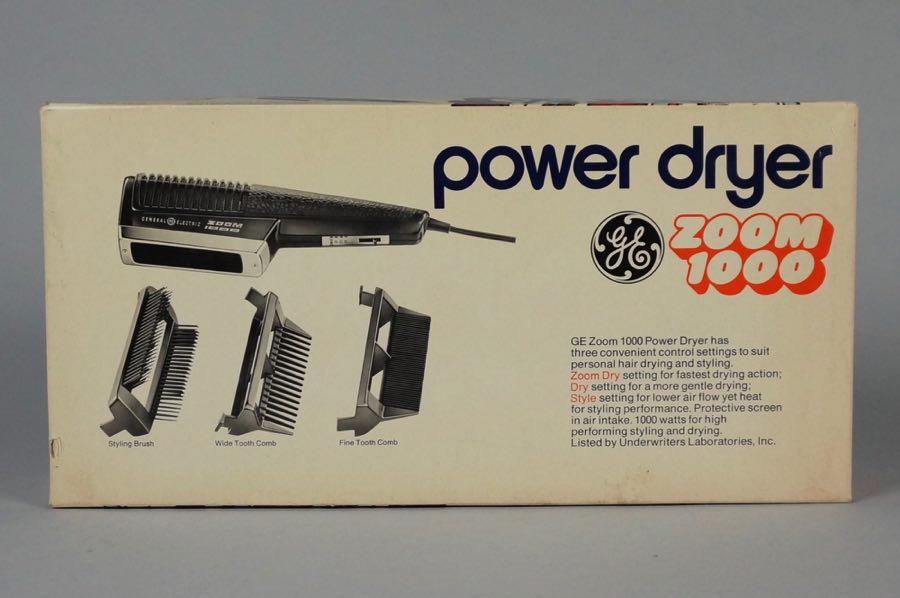 power dryer
GENERAL GE ELECTRIC ZOOM
1000
GE
ZOOM
1000
GE Zoom 1000 Power Dryer has
three convenient control settings to suit
personal hair drying and styling.
Zoom Dry setting for fastest drying action;
Dry setting for a more gentle drying;
Style setting for lower air flow yet heat
for styling performance. Protective screen
in air intake. 1000 watts for high
performing styling and drying.
Listed by Underwriters Laboratories, Inc.
Styling Brush
Wide Tooth Comb
Fine Tooth Comb